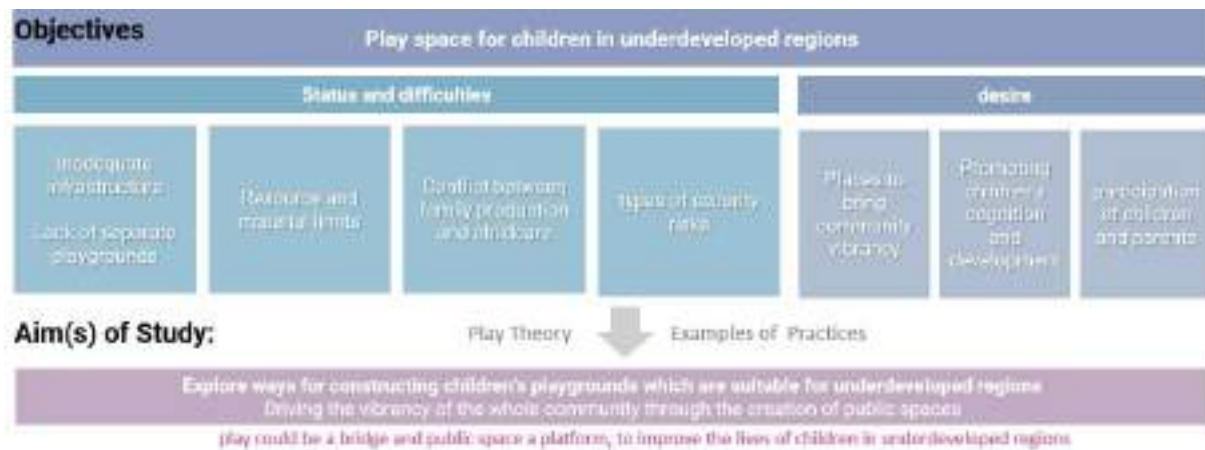 Objectives
Play space for children in underdeveloped regions
Status and difficulties
desire
Inadequate
infrastructure
Lack of separate
playgrounds
Resource and
material limits
Conflict between
family production
and childcare
types of security
risks
Places to
bring
community
vibrancy
Promoting
children's
cognition
and
development
participation
of children
and parents
Aim(s) of Study:
Play Theory
Examples of Practices
Explore ways for constructing children's playgrounds which are suitable for underdeveloped regions
Driving the vibrancy of the whole community through the creation of public spaces
play could be a bridge and public space a platform, to improve the lives of children in underdeveloped regions